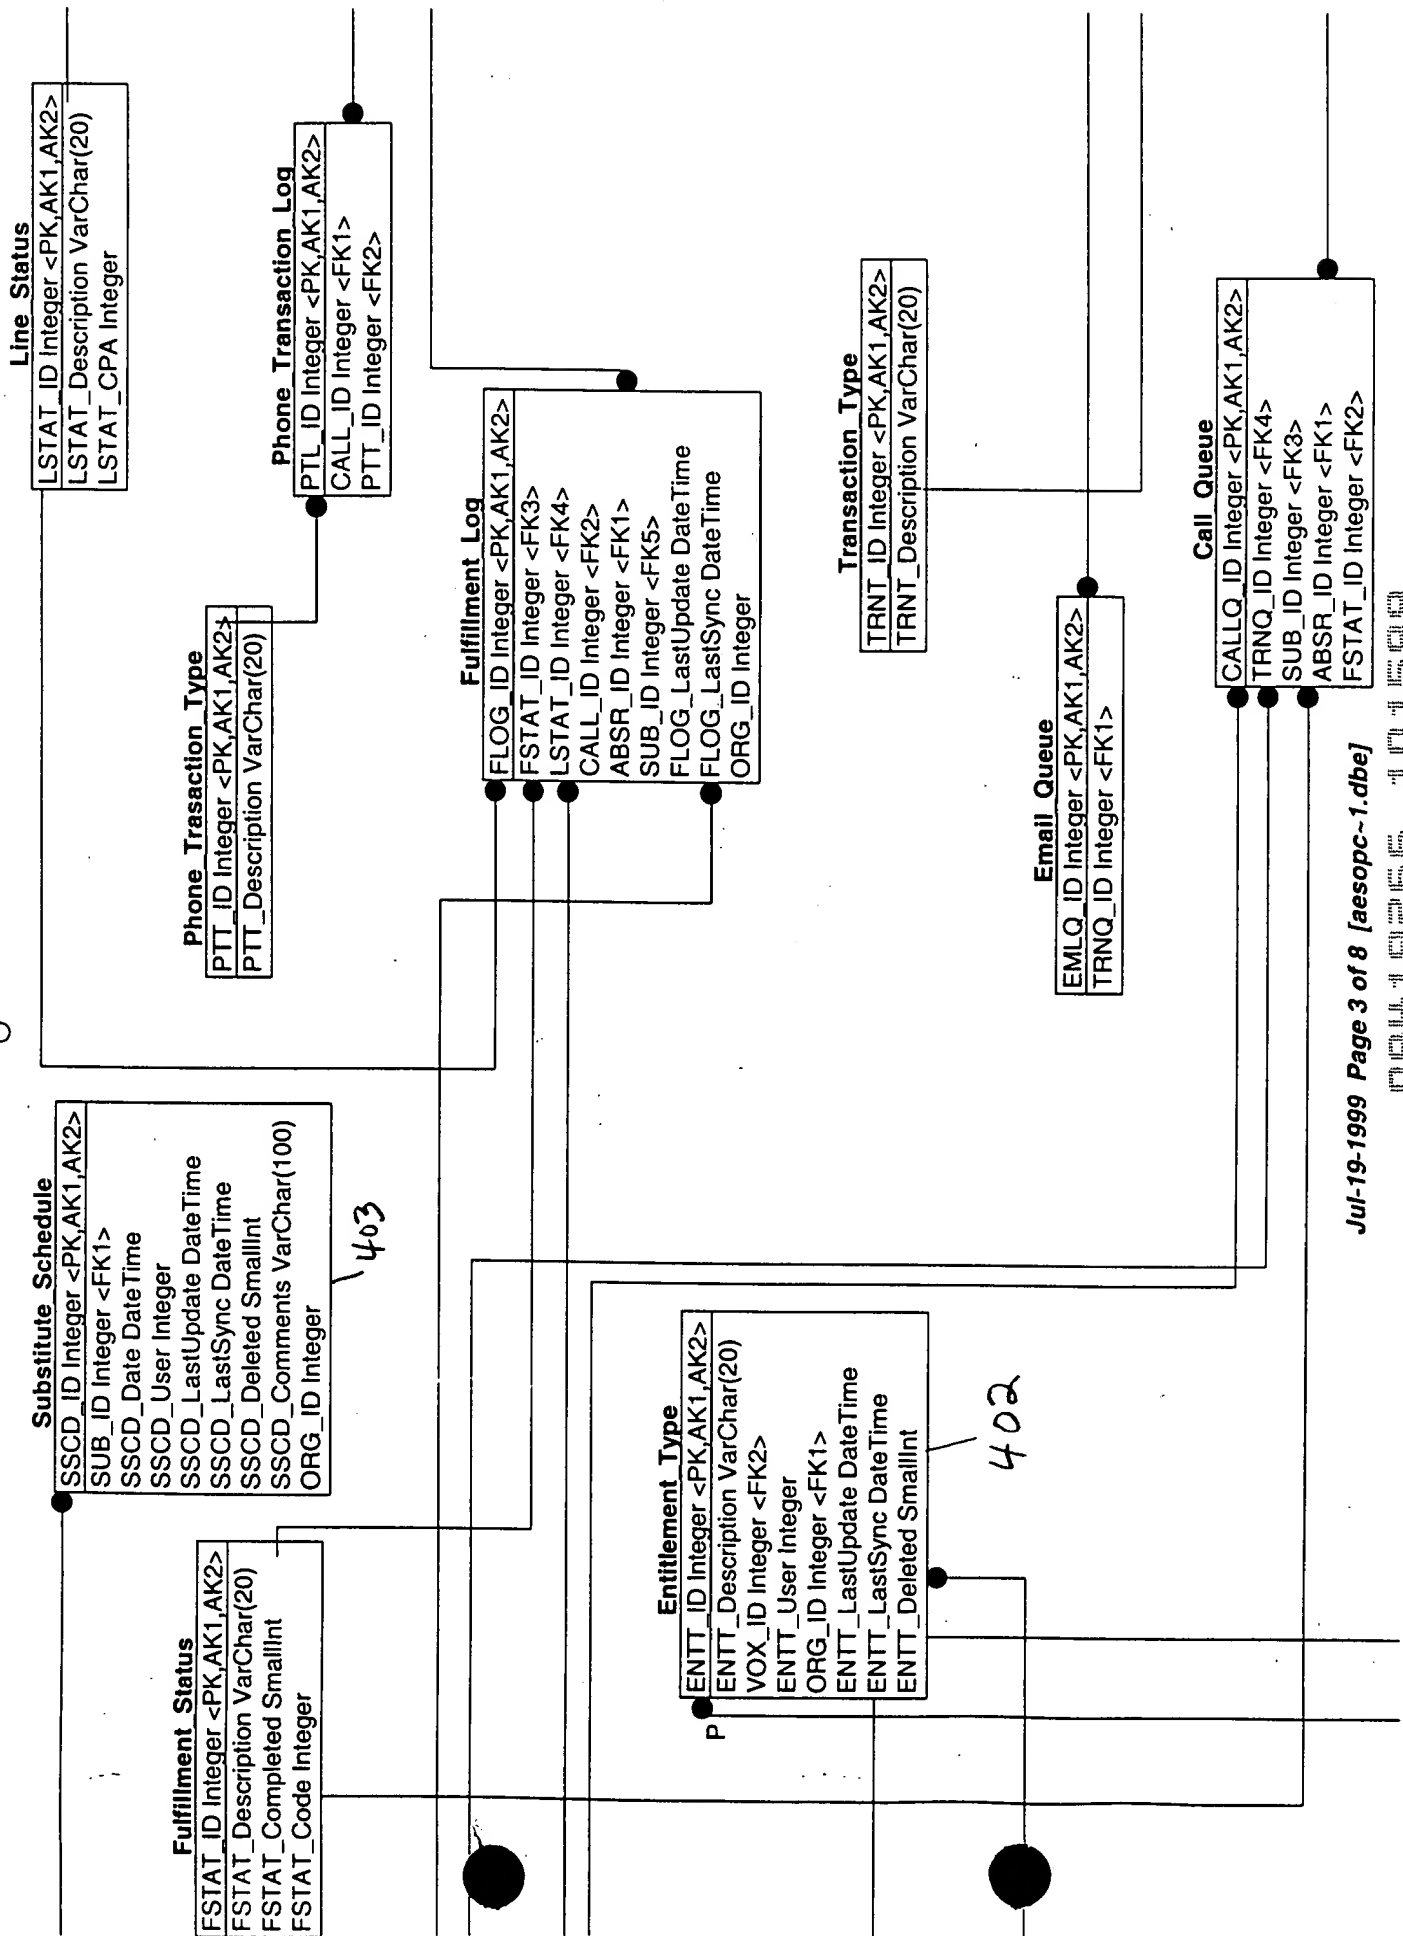 Line_Status
LSTAT_ID Integer <PK,AK1,AK2>
LSTAT_Description VarChar(20)
LSTAT_CPA Integer
Phone_Transaction_Log
PTL_ID Integer <PK,AK1,AK2>
CALL_ID Integer <FK1>
PTT_ID Integer <FK2>
Phone_Trasaction_Type
PTT_ID Integer <PK,AK1,AK2>
PTT_Description VarChar(20)
Substitute_Schedule
SSCD_ID Integer <PK,AK1,AK2>
SUB_ID Integer <FK1>
SSCD_Date DateTime
SSCD_User Integer
SSCD_LastUpdate DateTime
SSCD_LastSync DateTime
SSCD_Deleted SmallInt
SSCD_Comments VarChar(100)
ORG_ID Integer
403
Fulfillment_Status
FSTAT_ID Integer <PK,AK1,AK2>
FSTAT_Description VarChar(20)
FSTAT_Completed SmallInt
FSTAT_Code Integer
Fulfillment_Log
FLOG_ID Integer <PK,AK1,AK2>
FSTAT_ID Integer <FK3>
LSTAT_ID Integer <FK4>
CALL_ID Integer <FK2>
ABSR_ID Integer <FK1>
SUB_ID Integer <FK5>
FLOG_LastUpdate DateTime
FLOG_LastSync DateTime
ORG_ID Integer
Entitlement_Type
ENTT_ID Integer <PK,AK1,AK2>
ENTT_Description VarChar(20)
VOX_ID Integer <FK2>
ENTT_User Integer
ORG_ID Integer <FK1>
ENTT_LastUpdate DateTime
ENTT_LastSync DateTime
ENTT_Deleted SmallInt
P
402
Transaction_Type
TRNT_ID Integer <PK,AK1,AK2>
TRNT_Description VarChar(20)
Email_Queue
EMLQ_ID Integer <PK,AK1,AK2>
TRNQ_ID Integer <FK1>
Call_Queue
CALLQ_ID Integer <PK,AK1,AK2>
TRNQ_ID Integer <FK4>
SUB_ID Integer <FK3>
ABSR_ID Integer <FK1>
FSTAT_ID Integer <FK2>
Jul-19-1999 Page 3 of 8 [aesopc~1.dbe]